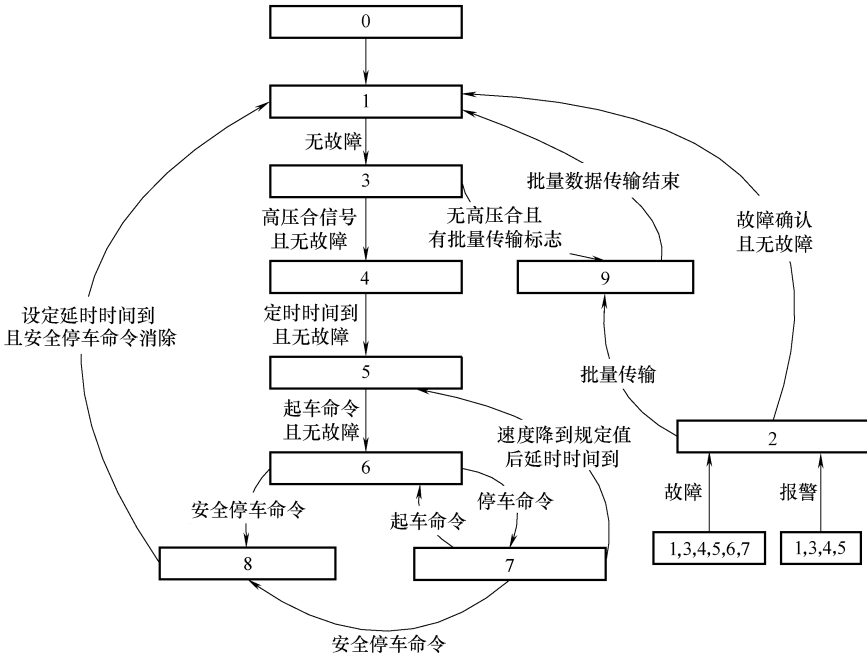 0
1
无故障
3
批量数据传输结束
高压合信号
且无故障
无高压合且
有批量传输标志
故障确认
且无故障
4
9
设定延时时间到
且安全停车命令消除
定时时间到
且无故障
5
批量传输
起车命令
且无故障
速度降到规定值
后延时时间到
2
6
安全停车命令
停车命令
起车命令
故障
报警
1,3,4,5,6,7
1,3,4,5
8
7
安全停车命令